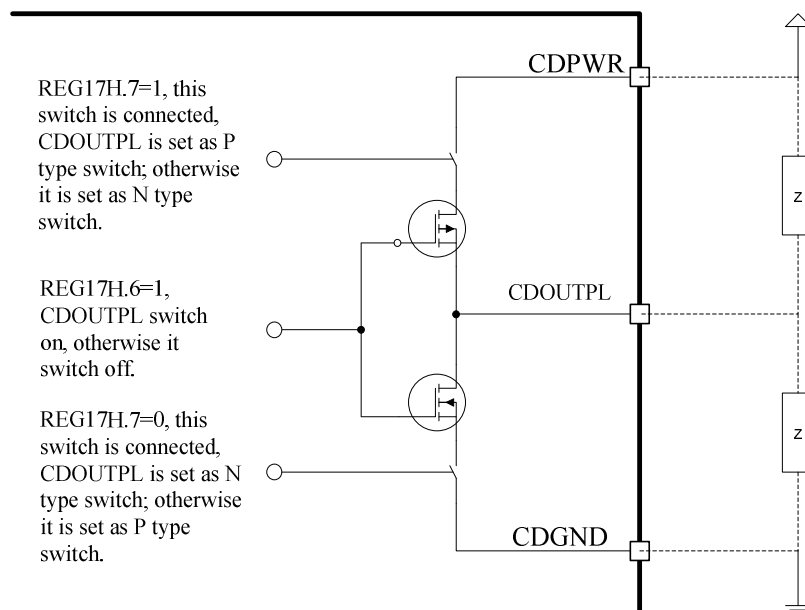 CDPWR
REG17H.7=1, this
switch is connected,
CDOUTPL is set as P
type switch; otherwise
it is set as N type
switch.
Z
REG17H.6=1,
CDOUTPL switch
on, otherwise it
switch off.
CDOUTPL
REG17H.7=0, this
switch is connected,
CDOUTPL is set as N
type switch; otherwise
it is set as P type
switch.
Z
CDGND